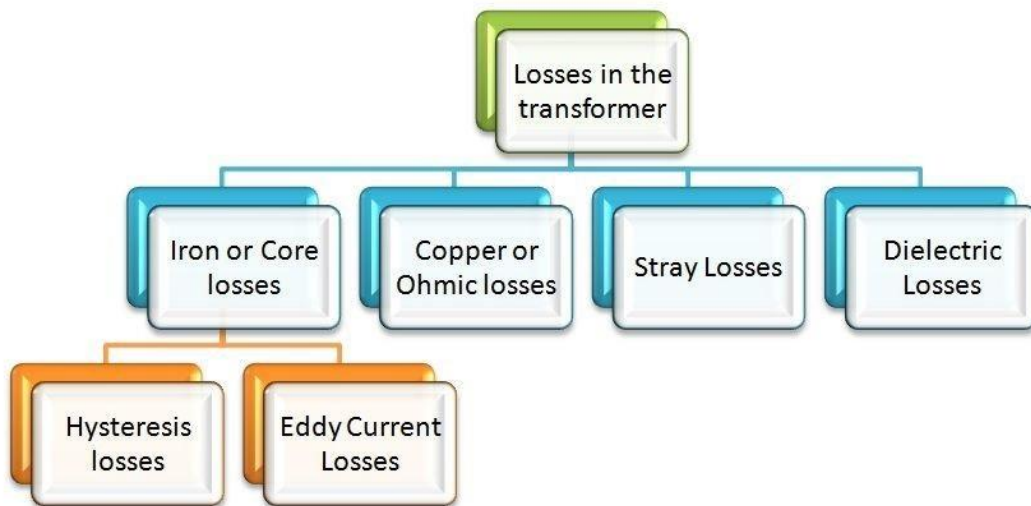 Losses in the
transformer
Iron or Core
losses
Copper or
Ohmic losses
Stray Losses
Dielectric
Losses
Hysteresis
losses
Eddy Current
Losses